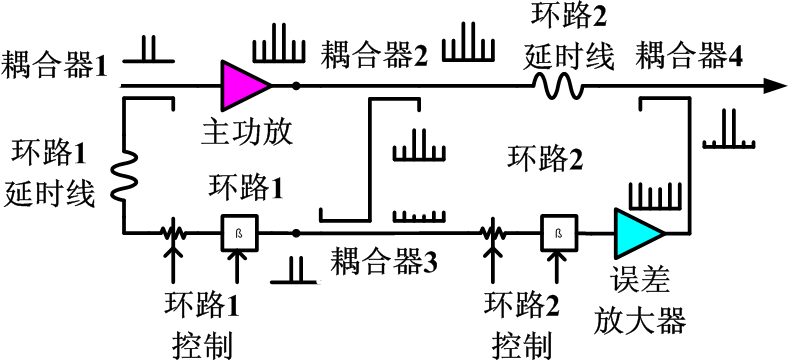 环路2
延时线
耦合器1
耦合器2
耦合器4
主功放
环路1
延时线
环路1
环路2
ß
ß
耦合器3
误差
放大器
环路1
控制
环路2
控制